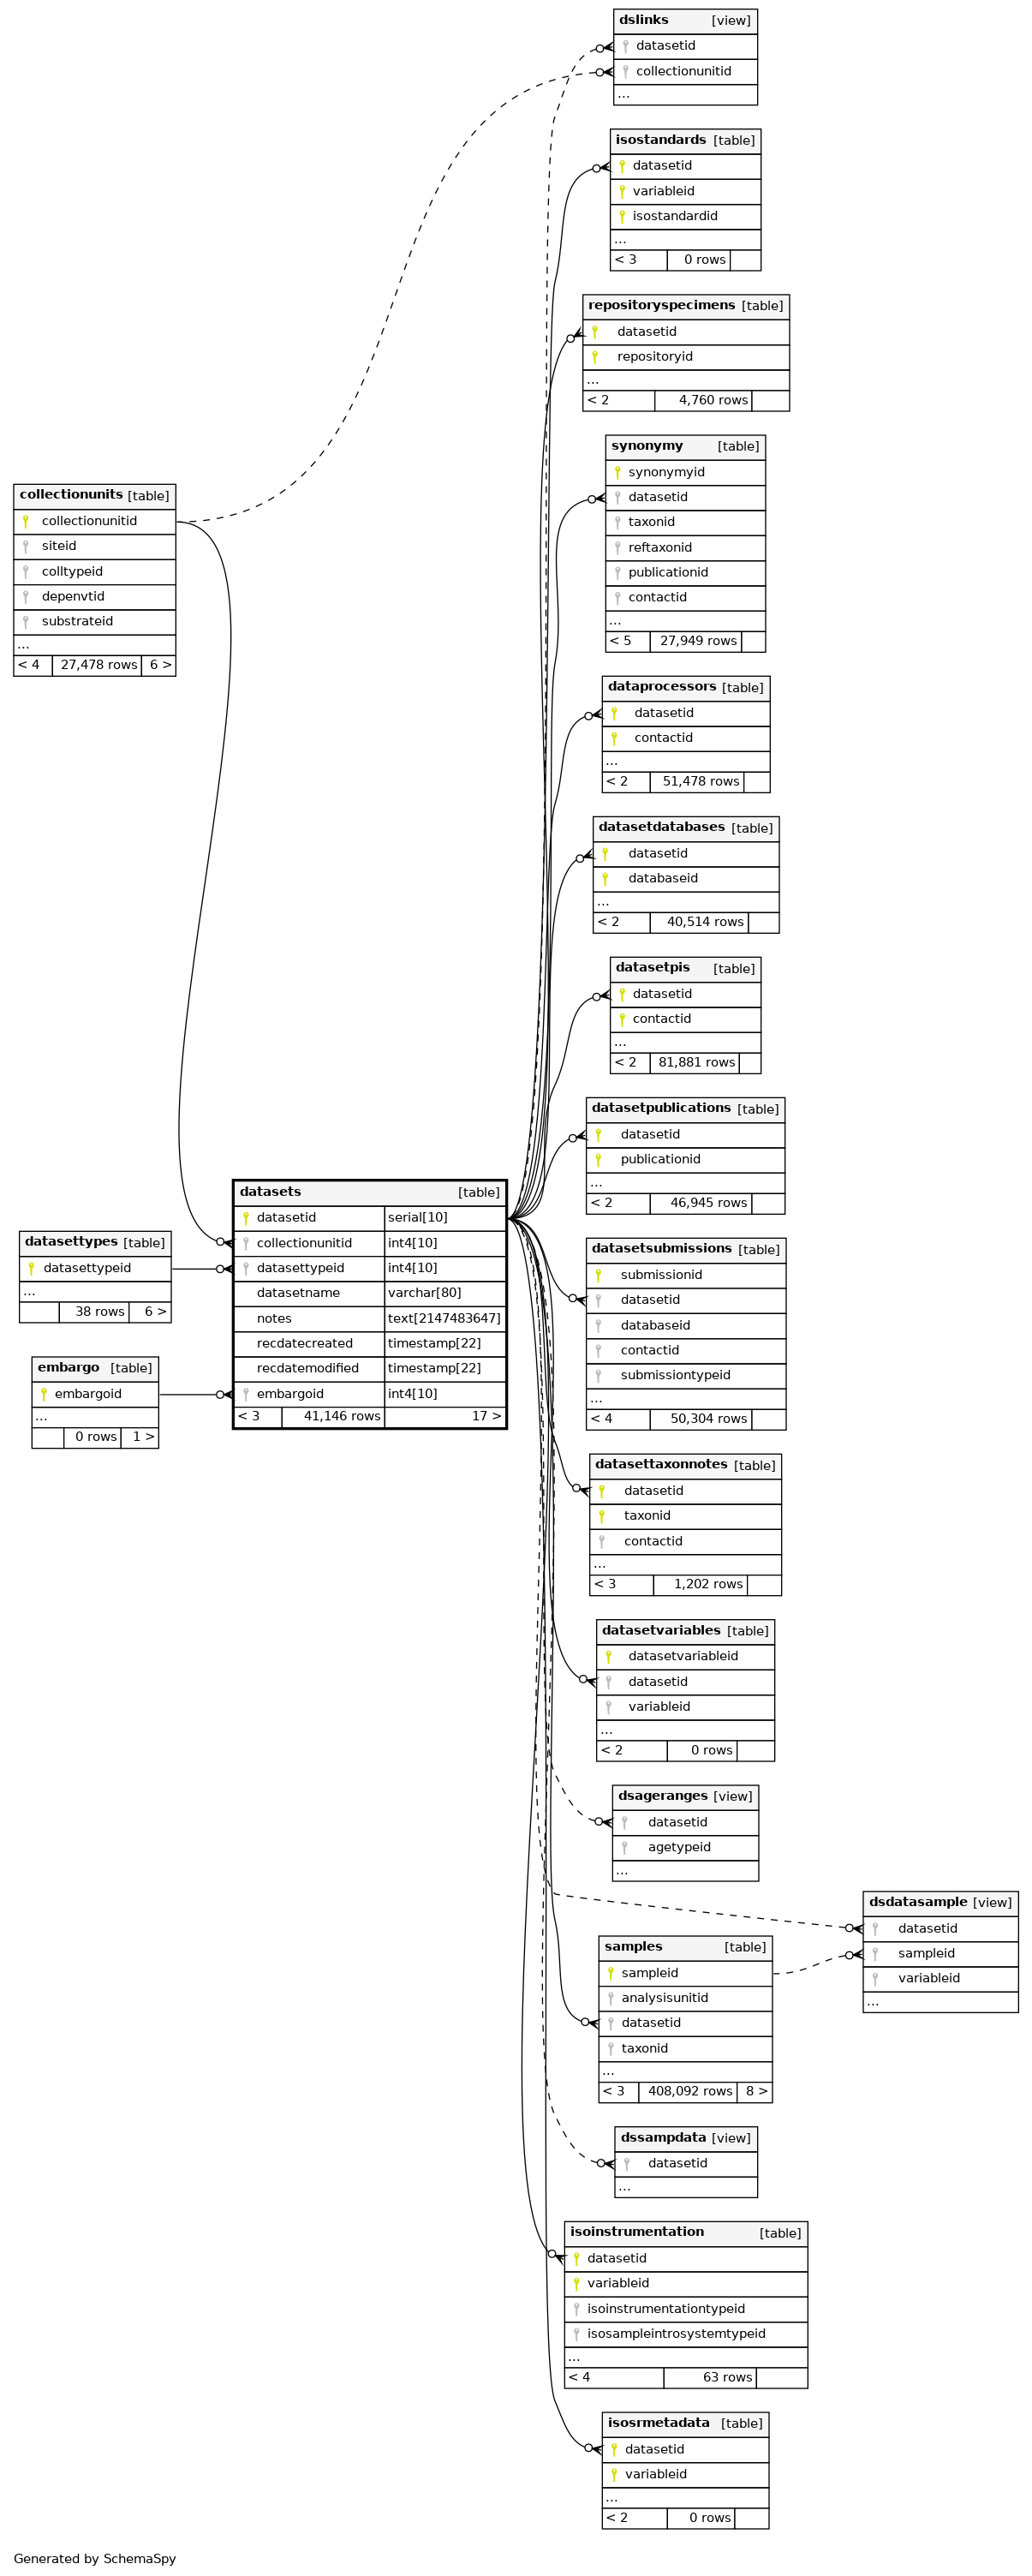 dslinks [view]
datasetid
collectionunitid
...
isostandards [table]
datasetid
variableid
isostandardid
...
< 3 0 rows
repositoryspecimens [table]
datasetid
repositoryid
...
< 2 4,760 rows
synonymy [table]
synonymyid
datasetid
taxonid
reftaxonid
publicationid
contactid
...
< 5 27,949 rows
collectionunits [table]
collectionunitid
siteid
colltypeid
depenvtid
substrateid
...
< 4 27,478 rows 6 >
dataprocessors [table]
datasetid
contactid
...
< 2 51,478 rows
datasetdatabases [table]
datasetid
databaseid
...
< 2 40,514 rows
datasetpis [table]
datasetid
contactid
...
< 2 81,881 rows
datasetpublications [table]
datasetid
publicationid
...
< 2 46,945 rows
datasets [table]
datasetid serial[10]
collectionunitid int4[10]
datasettypeid int4[10]
datasetname varchar[80]
notes text[2147483647]
recdatecreated timestamp[22]
recdatemodified timestamp[22]
embargoid int4[10]
< 3 41,146 rows 17 >
datasettypes [table]
datasettypeid
...
38 rows 6 >
embargo [table]
embargoid
...
0 rows 1 >
datasetsubmissions [table]
submissionid
datasetid
databaseid
contactid
submissiontypeid
...
< 4 50,304 rows
datasettaxonnotes [table]
datasetid
taxonid
contactid
...
< 3 1,202 rows
datasetvariables [table]
datasetvariableid
datasetid
variableid
...
< 2 0 rows
dsageranges [view]
datasetid
agetypeid
...
dsdatasample [view]
datasetid
sampleid
variableid
...
samples [table]
sampleid
analysisunitid
datasetid
taxonid
...
< 3 408,092 rows 8 >
dssampdata [view]
datasetid
...
isoinstrumentation [table]
datasetid
variableid
isoinstrumentationtypeid
isosampleintrosystemtypeid
...
< 4 63 rows
isosrmetadata [table]
datasetid
variableid
...
< 2 0 rows
Generated by SchemaSpy